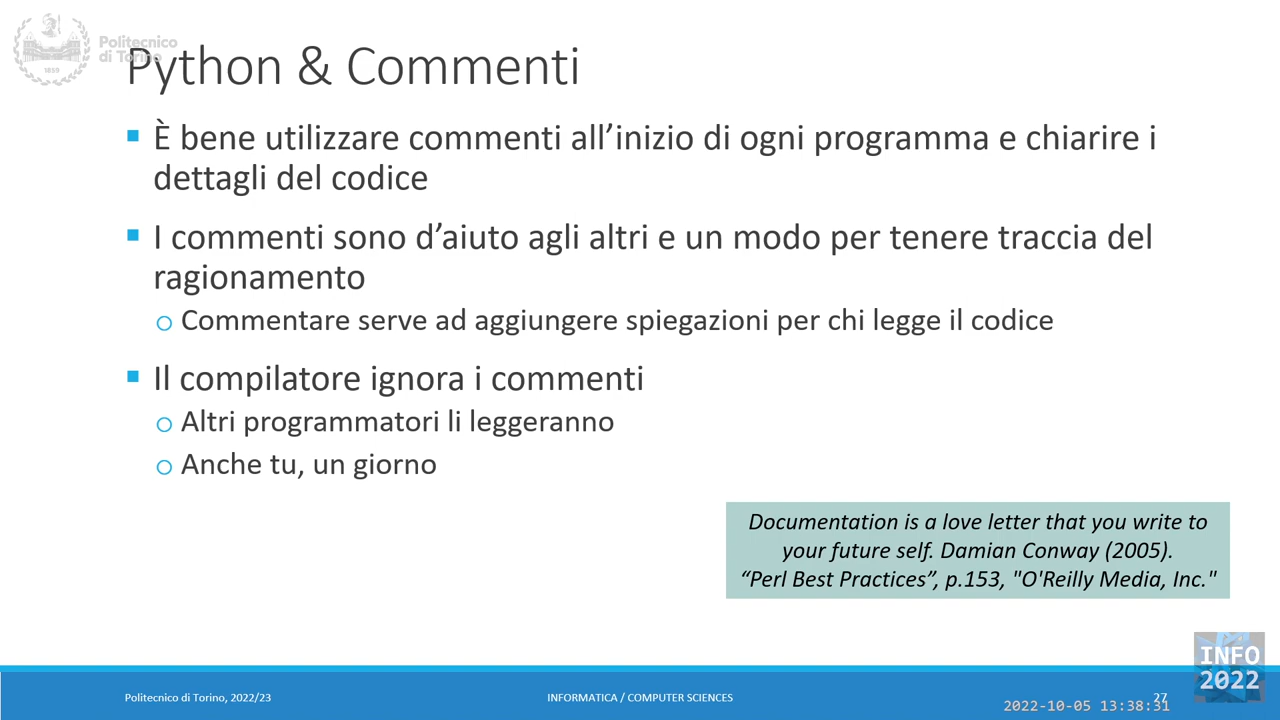 Politecnico
di Torino
1859
Python & Commenti
È bene utilizzare commenti all’inizio di ogni programma e chiarire i
dettagli del codice
I commenti sono d’aiuto agli altri e un modo per tenere traccia del
ragionamento
Commentare serve ad aggiungere spiegazioni per chi legge il codice
Il compilatore ignora i commenti
Altri programmatori li leggeranno
Anche tu, un giorno
Documentation is a love letter that you write to
your future self. Damian Conway (2005).
“Perl Best Practices”, p.153, "O'Reilly Media, Inc."
INFO
2022
Politecnico di Torino, 2022/23
INFORMATICA / COMPUTER SCIENCES
27
2022-10-05 13:38:31